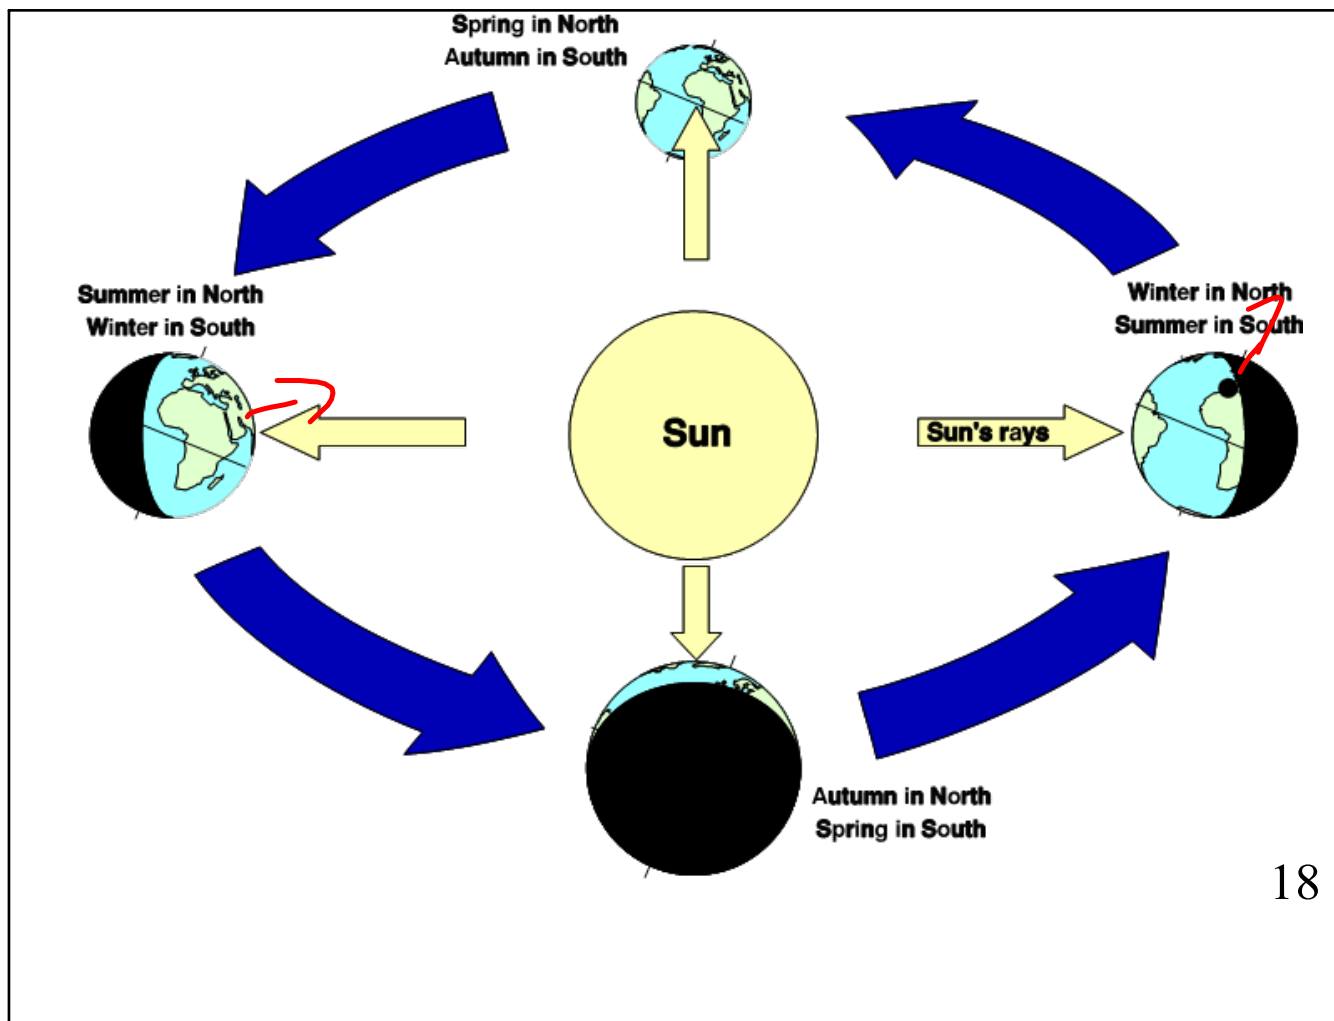 Spring in North
Autumn in South
Summer in North
Winter in South
Winter in North
Summer in South
Sun
Sun's rays
Autumn in North
Spring in South
18